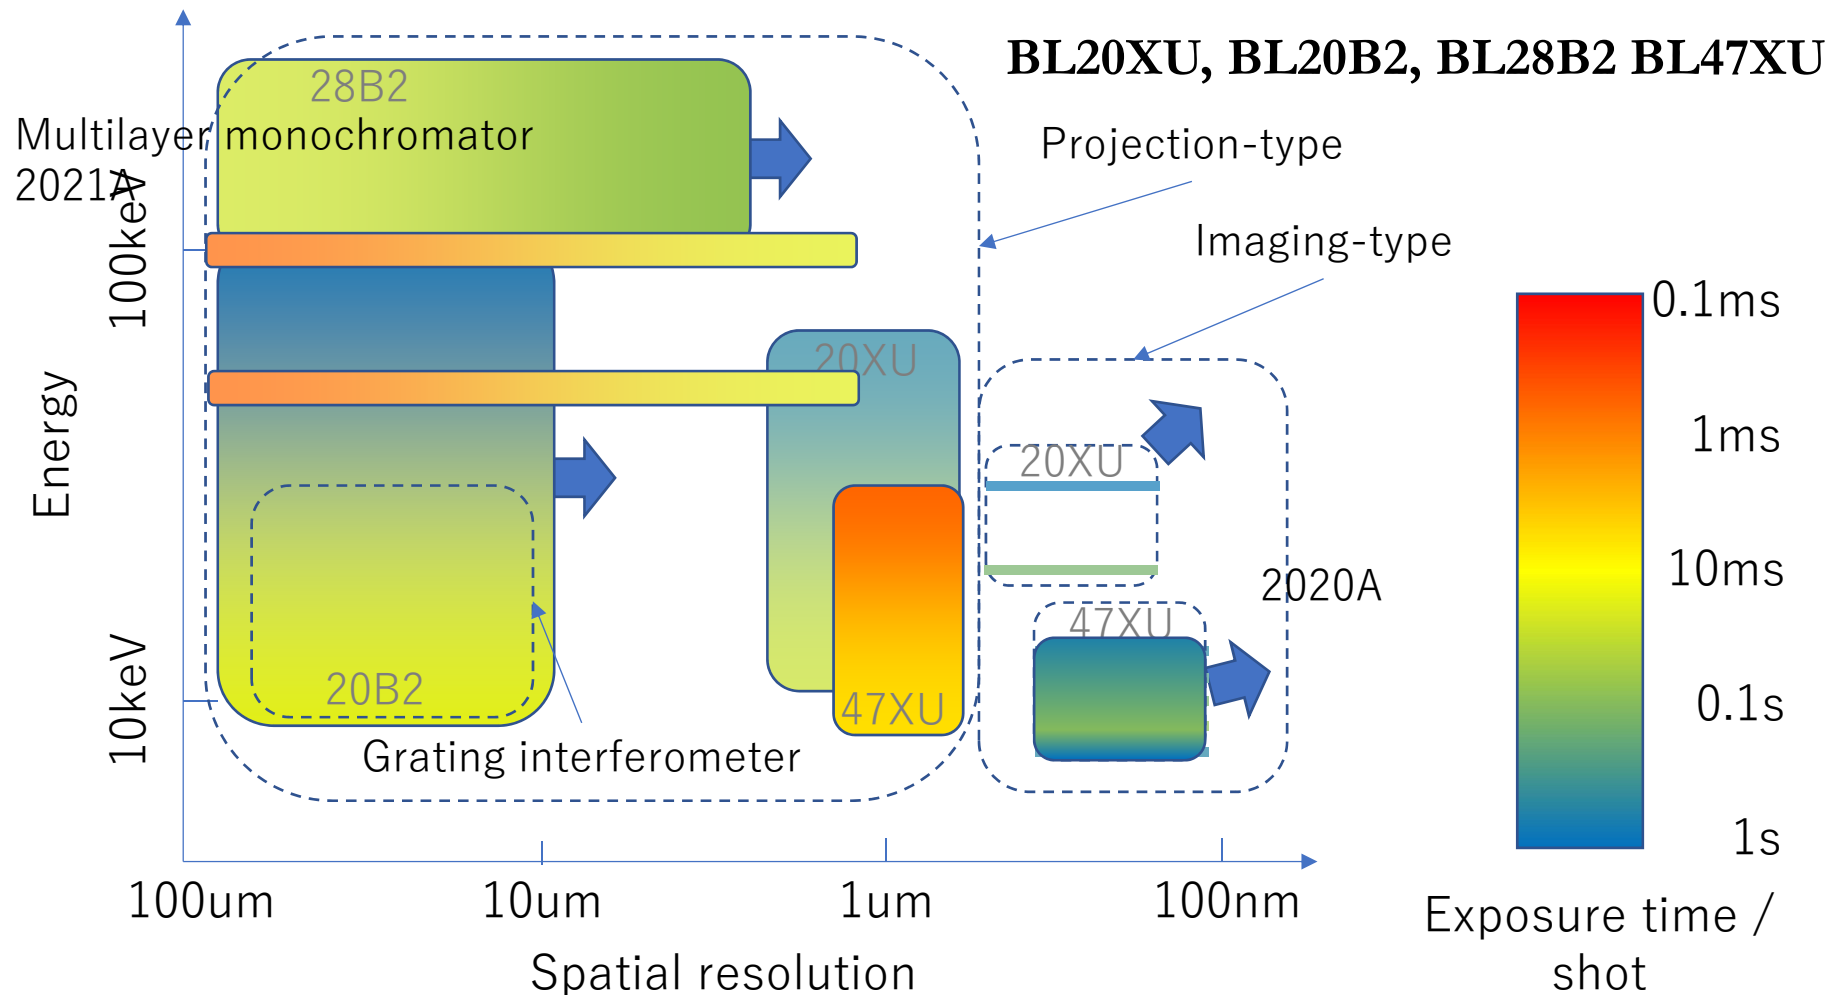 BL20XU, BL20B2, BL28B2 BL47XU
28B2
Multilayer monochromator
2021A
Projection-type
Imaging-type
100keV
Energy
10keV
20XU
20XU
47XU
2020A
20B2
47XU
Grating interferometer
0.1ms
1ms
10ms
0.1s
1s
100um
10um
1um
100nm
Spatial resolution
Exposure time /
shot